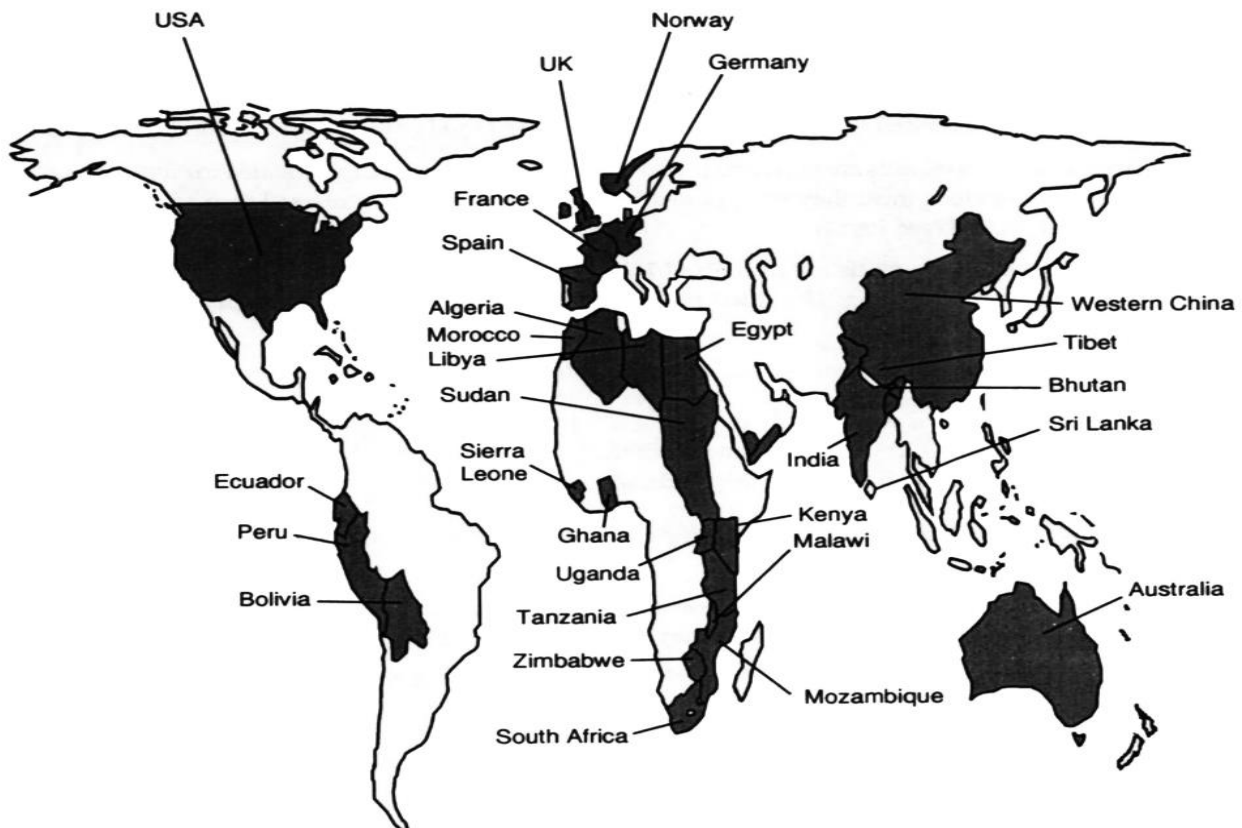 USA
Norway
UK
Germany
France
Spain
Algeria
Morocco
Libya
Egypt
Sudan
Western China
Tibet
Bhutan
Sri Lanka
India
Sierra
Leone
Ecuador
Peru
Ghana
Kenya
Malawi
Uganda
Bolivia
Tanzania
Australia
Zimbabwe
Mozambique
South Africa